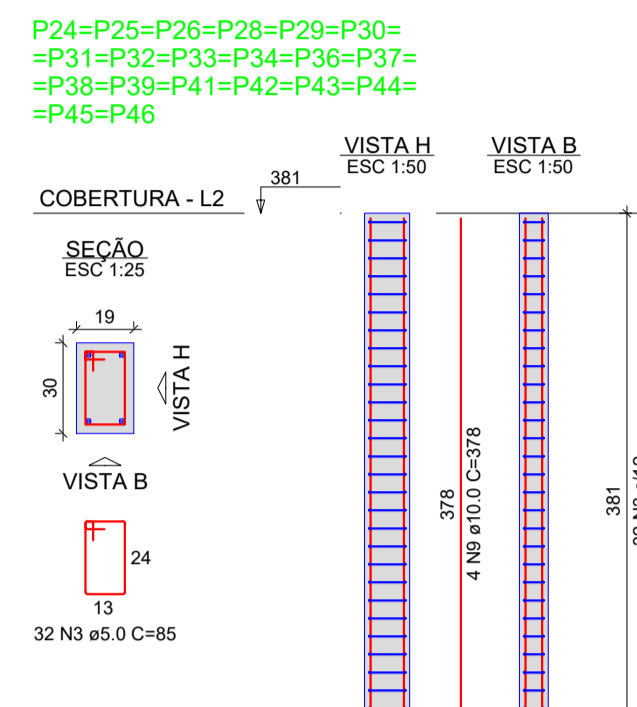 P24=P25=P26=P28=P29=P30=
=P31=P32=P33=P34=P36=P37=
=P38=P39=P41=P42=P43=P44=
=P45=P46
VISTA H
ESC 1:50
VISTA B
ESC 1:50
COBERTURA - L2
381
SEÇÃO
ESC 1:25
19
30
VISTA H
VISTA B
24
13
32 N3 ø5.0 C=85
378
4 N9 ø10.0 C=378
381